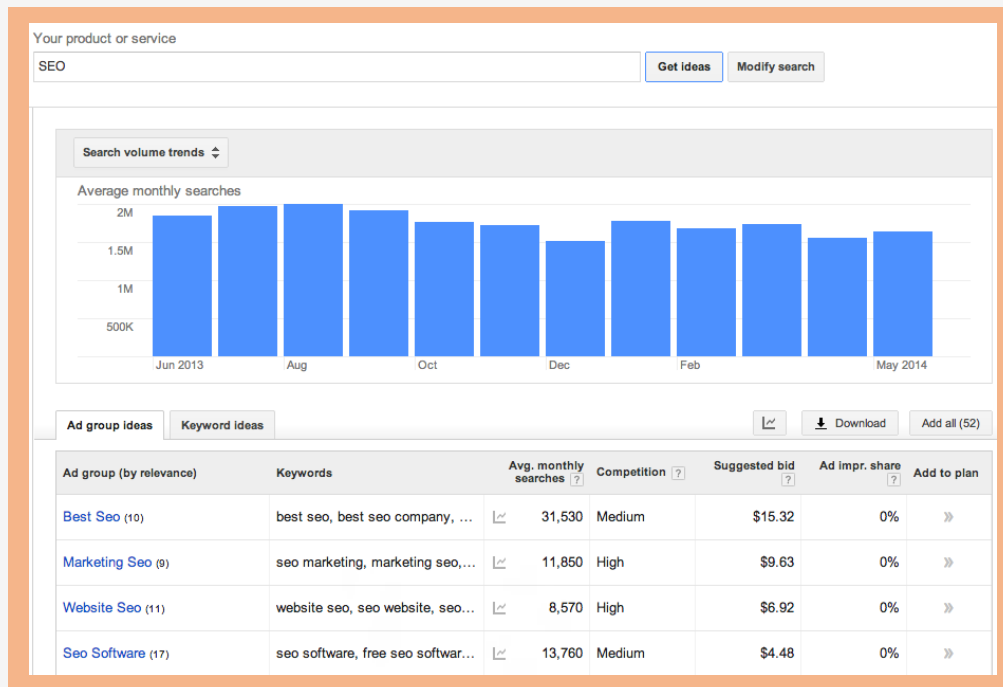 Your product or service
SEO
Get ideas Modify search
Search volume trends
Average monthly searches
2M
1.5M
1M
500K
Jun 2013 Aug Oct Dec Feb May 2014
Ad group ideas Keyword ideas Download Add all (52)
Ad group (by relevance) Keywords Avg. monthly searches ? Competition ? Suggested bid ? Ad impr. share ? Add to plan
Best Seo (10) best seo, best seo company, ... 31,530 Medium $15.32 0% »
Marketing Seo (9) seo marketing, marketing seo,... 11,850 High $9.63 0% »
Website Seo (11) website seo, seo website, seo... 8,570 High $6.92 0% »
Seo Software (17) seo software, free seo softwar... 13,760 Medium $4.48 0% »